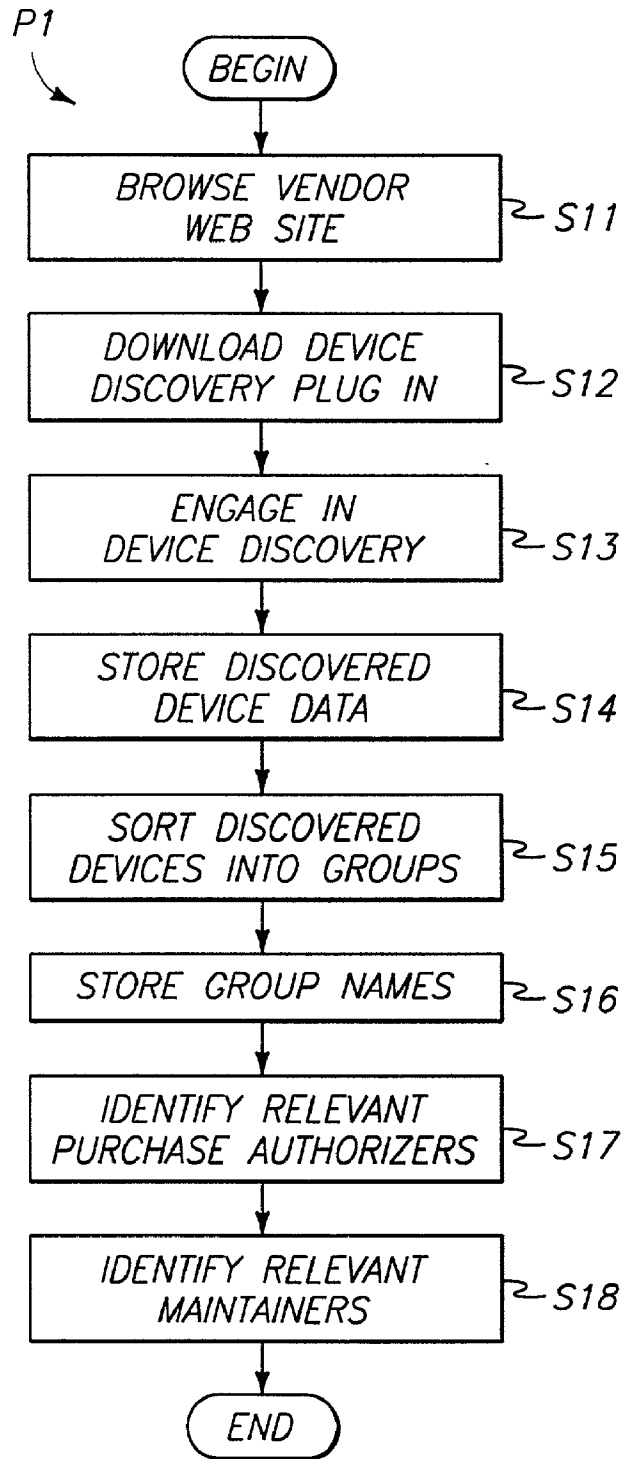 P1
BEGIN
BROWSE VENDOR
WEB SITE
S11
DOWNLOAD DEVICE
DISCOVERY PLUG IN
S12
ENGAGE IN
DEVICE DISCOVERY
S13
STORE DISCOVERED
DEVICE DATA
S14
SORT DISCOVERED
DEVICES INTO GROUPS
S15
STORE GROUP NAMES
S16
IDENTIFY RELEVANT
PURCHASE AUTHORIZERS
S17
IDENTIFY RELEVANT
MAINTAINERS
S18
END